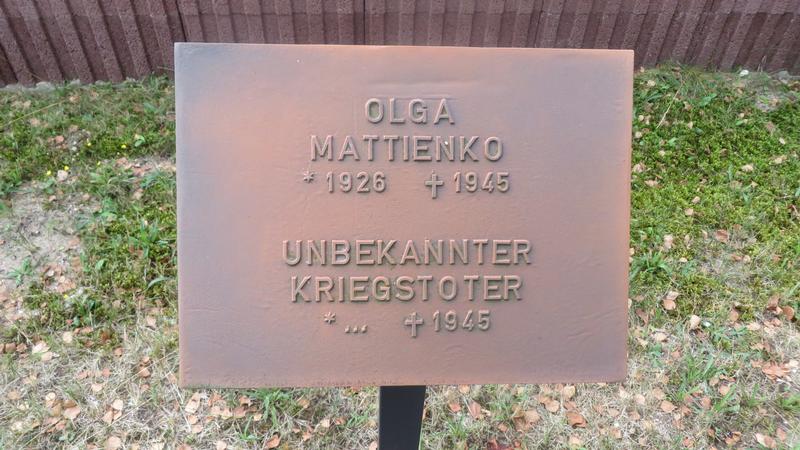 OLGA
MATTIENKO
* 1926 ✝ 1945
UNBEKANNTER
KRIEGSTOTER
* ... ✝ 1945